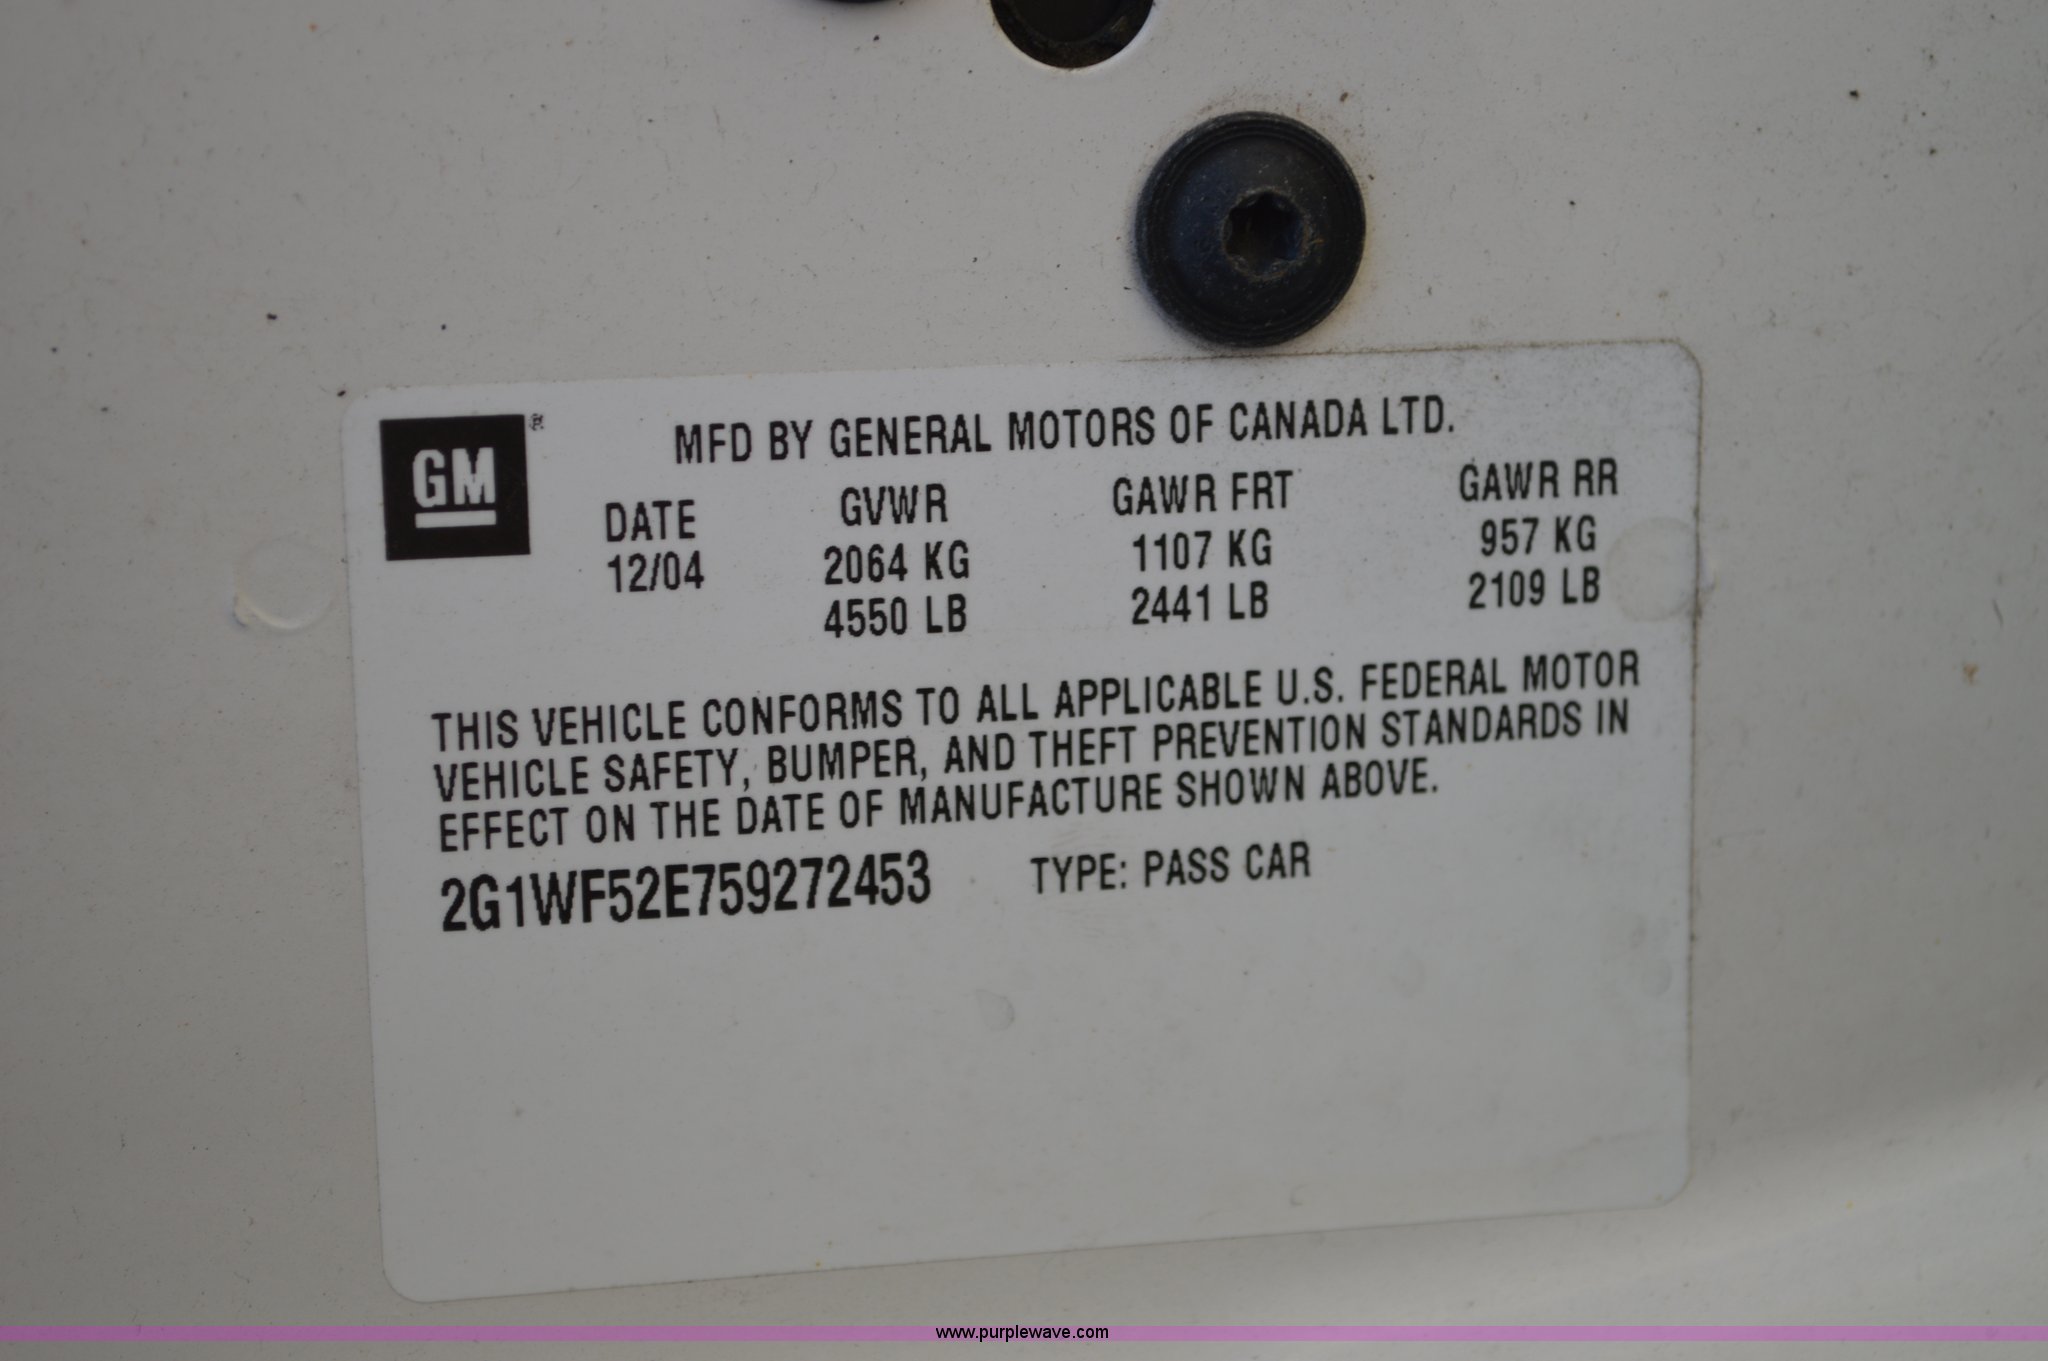 GM ®
MFD BY GENERAL MOTORS OF CANADA LTD.
DATE GVWR GAWR FRT GAWR RR
12/04 2064 KG 1107 KG 957 KG
4550 LB 2441 LB 2109 LB
THIS VEHICLE CONFORMS TO ALL APPLICABLE U.S. FEDERAL MOTOR
VEHICLE SAFETY, BUMPER, AND THEFT PREVENTION STANDARDS IN
EFFECT ON THE DATE OF MANUFACTURE SHOWN ABOVE.
2G1WF52E759272453 TYPE: PASS CAR
www.purplewave.com